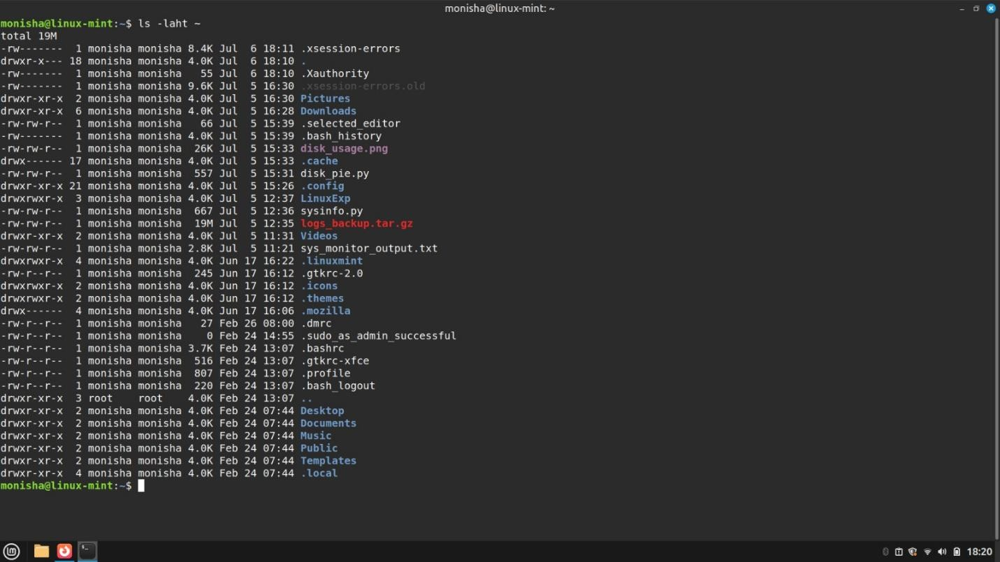 monisha@linux-mint: ~
monisha@linux-mint:~$ ls -laht ~
total 19M
-rw-------  1 monisha monisha 8.4K Jul  6 18:11 .xsession-errors
drwxr-x--- 18 monisha monisha 4.0K Jul  6 18:10 .
-rw-------  1 monisha monisha   55 Jul  6 18:10 .Xauthority
-rw-------  1 monisha monisha 9.6K Jul  5 16:30 .xsession-errors.old
drwxr-xr-x  2 monisha monisha 4.0K Jul  5 16:30 Pictures
drwxr-xr-x  6 monisha monisha 4.0K Jul  5 16:28 Downloads
-rw-rw-r--  1 monisha monisha   66 Jul  5 15:39 .selected_editor
-rw-------  1 monisha monisha 4.0K Jul  5 15:39 .bash_history
-rw-rw-r--  1 monisha monisha  26K Jul  5 15:33 disk_usage.png
drwx------ 17 monisha monisha 4.0K Jul  5 15:33 .cache
-rw-rw-r--  1 monisha monisha  557 Jul  5 15:31 disk_pie.py
drwxr-xr-x 21 monisha monisha 4.0K Jul  5 15:26 .config
drwxrwxr-x  3 monisha monisha 4.0K Jul  5 12:37 LinuxExp
-rw-rw-r--  1 monisha monisha  667 Jul  5 12:36 sysinfo.py
-rw-rw-r--  1 monisha monisha  19M Jul  5 12:35 logs_backup.tar.gz
drwxr-xr-x  2 monisha monisha 4.0K Jul  5 11:31 Videos
-rw-rw-r--  1 monisha monisha 2.8K Jul  5 11:21 sys_monitor_output.txt
drwxrwxr-x  4 monisha monisha 4.0K Jun 17 16:22 .linuxmint
-rw-r--r--  1 monisha monisha  245 Jun 17 16:12 .gtkrc-2.0
drwxrwxr-x  2 monisha monisha 4.0K Jun 17 16:12 .icons
drwxrwxr-x  2 monisha monisha 4.0K Jun 17 16:12 .themes
drwx------  4 monisha monisha 4.0K Jun 17 16:06 .mozilla
-rw-r--r--  1 monisha monisha   27 Feb 26 08:00 .dmrc
-rw-r--r--  1 monisha monisha    0 Feb 24 14:55 .sudo_as_admin_successful
-rw-r--r--  1 monisha monisha 3.7K Feb 24 13:07 .bashrc
-rw-r--r--  1 monisha monisha  516 Feb 24 13:07 .gtkrc-xfce
-rw-r--r--  1 monisha monisha  807 Feb 24 13:07 .profile
-rw-r--r--  1 monisha monisha  220 Feb 24 13:07 .bash_logout
drwxr-xr-x  3 root    root    4.0K Feb 24 13:07 ..
drwxr-xr-x  2 monisha monisha 4.0K Feb 24 07:44 Desktop
drwxr-xr-x  2 monisha monisha 4.0K Feb 24 07:44 Documents
drwxr-xr-x  2 monisha monisha 4.0K Feb 24 07:44 Music
drwxr-xr-x  2 monisha monisha 4.0K Feb 24 07:44 Public
drwxr-xr-x  2 monisha monisha 4.0K Feb 24 07:44 Templates
drwxr-xr-x  4 monisha monisha 4.0K Feb 24 07:44 .local
monisha@linux-mint:~$
18:20